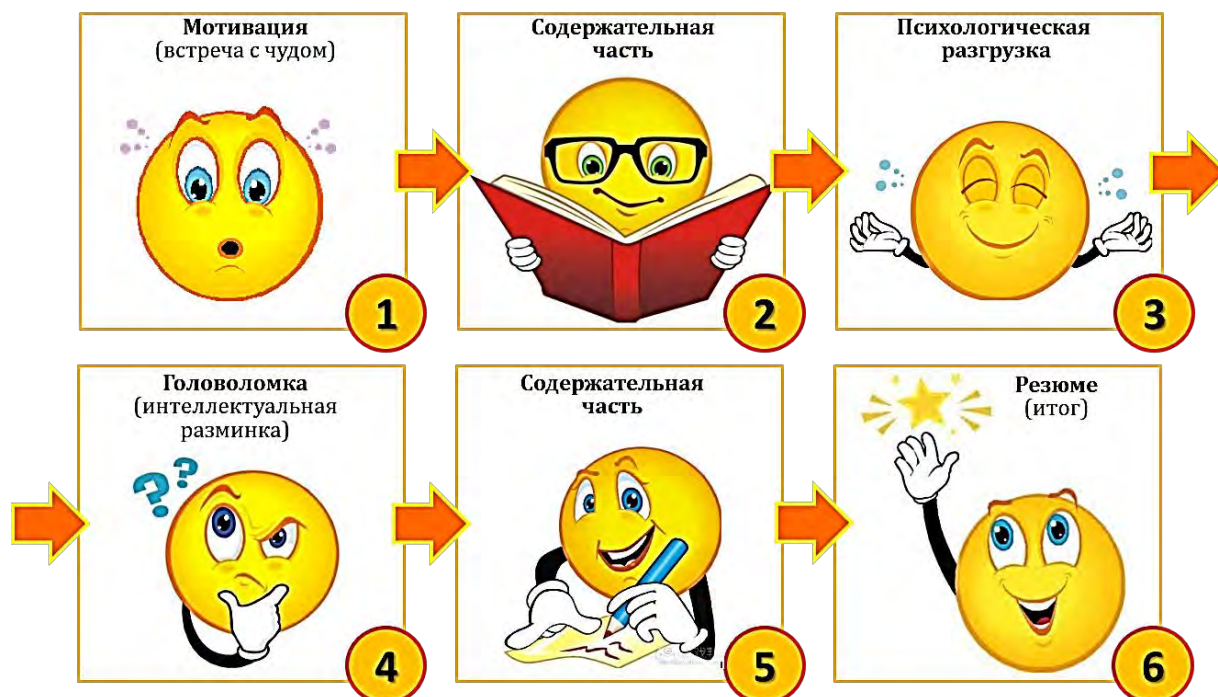 Мотивация
(встреча с чудом)
1
Содержательная
часть
2
Психологическая
разгрузка
3
Головоломка
(интеллектуальная
разминка)
4
Содержательная
часть
5
Резюме
(итог)
6